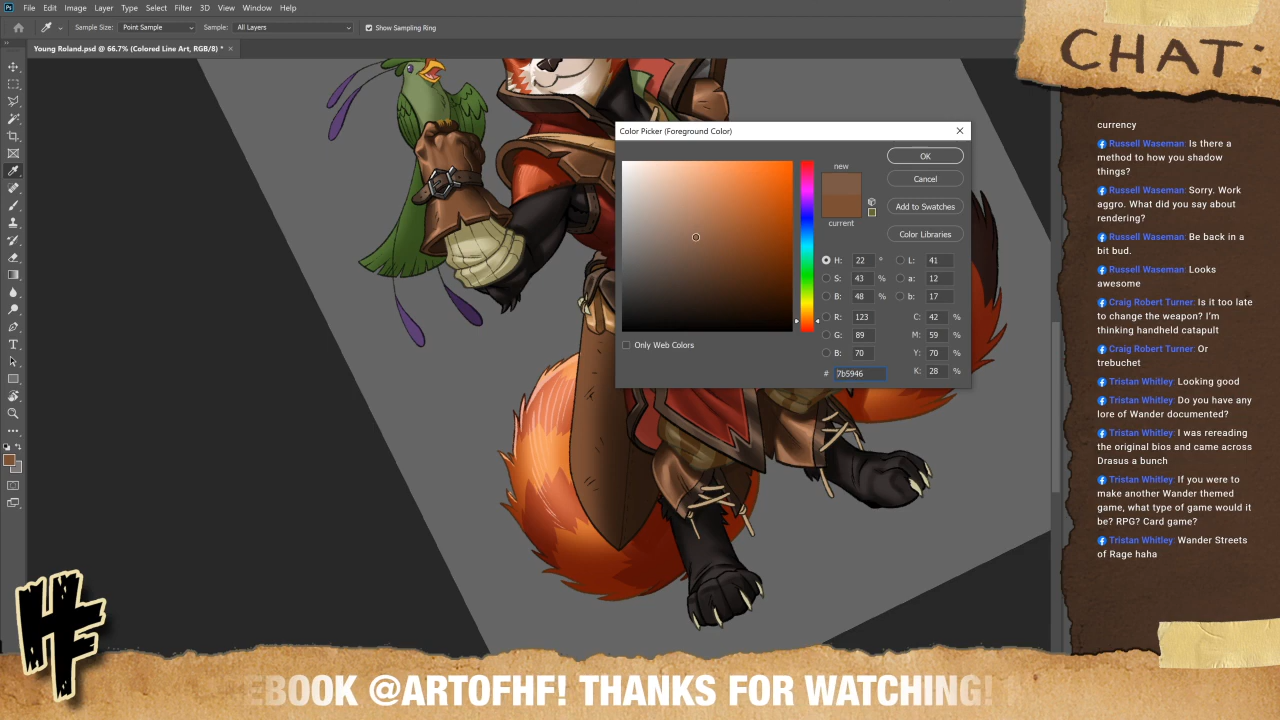 Ps File Edit Image Layer Type Select Filter 3D View Window Help
Sample Size: Point Sample Sample: All Layers Show Sampling Ring
Young Roland.psd @ 66.7% (Colored Line Art, RGB/8) * ×
CHAT:
currency
Russell Waseman: Is there a
method to how you shadow
things?
Russell Waseman: Sorry. Work
aggro. What did you say about
rendering?
Russell Waseman: Be back in a
bit bud.
Russell Waseman: Looks
awesome
Craig Robert Turner: Is it too late
to change the weapon? I'm
thinking handheld catapult
Craig Robert Turner: Or
trebuchet
Tristan Whitley: Looking good
Tristan Whitley: Do you have any
lore of Wander documented?
Tristan Whitley: I was rereading
the original bios and came across
Drasus a bunch
Tristan Whitley: If you were to
make another Wander themed
game, what type of game would it
be? RPG? Card game?
Tristan Whitley: Wander Streets
of Rage haha
Color Picker (Foreground Color)
new
current
OK
Cancel
Add to Swatches
Color Libraries
H: 22 ° L: 41
S: 43 % a: 12
B: 48 % b: 17
R: 123 C: 42 %
G: 89 M: 59 %
B: 70 Y: 70 %
# 7b5946 K: 28 %
Only Web Colors
HF
EBOOK @ARTOFHF! THANKS FOR WATCHING!